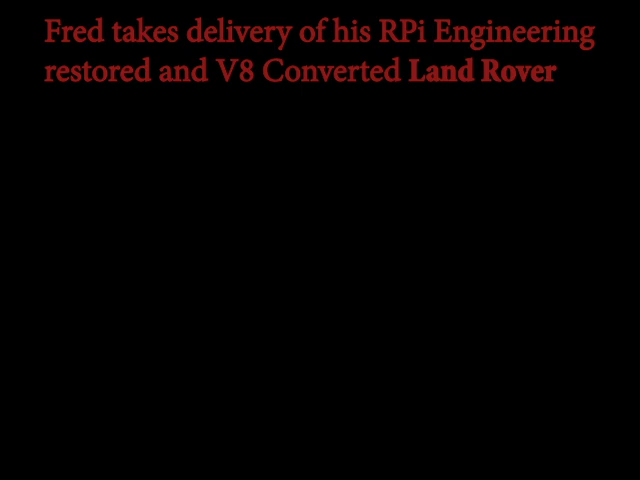 Fred takes delivery of his RPi Engineering
restored and V8 Converted Land Rover